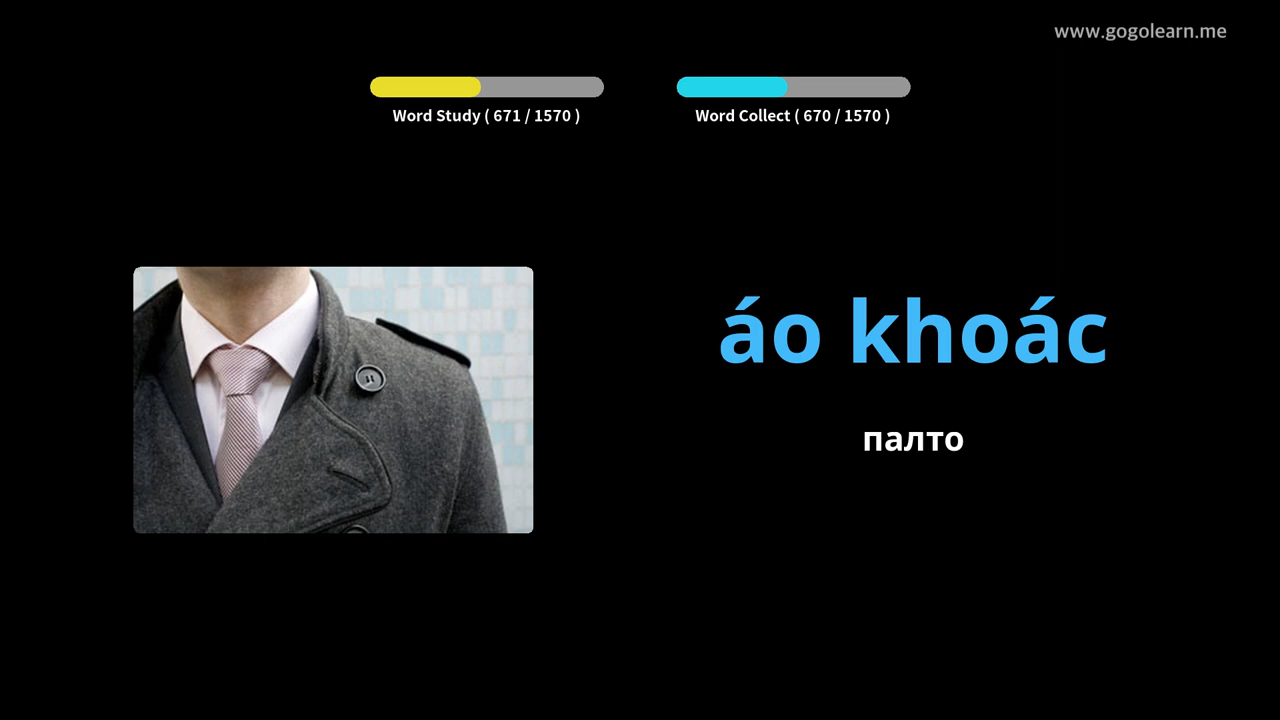 www.gogolearn.me
Word Study ( 671 / 1570 )
Word Collect ( 670 / 1570 )
áo khoác
палто